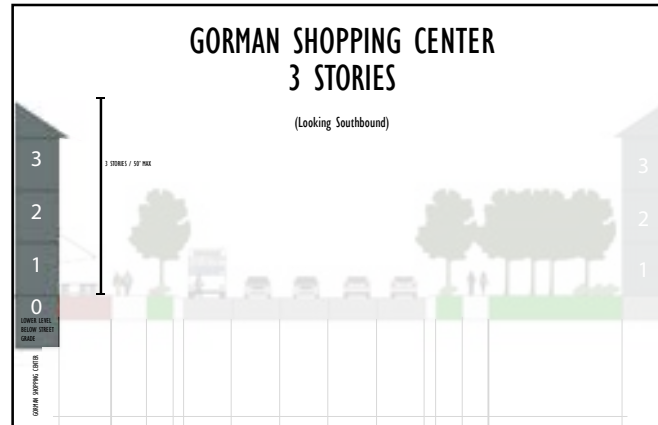 GORMAN SHOPPING CENTER
3 STORIES
(Looking Southbound)
3 STORIES / 50' MAX
3
2
1
0
LOWER LEVEL
BELOW STREET
GRADE
GORMAN SHOPPING CENTER
3
2
1